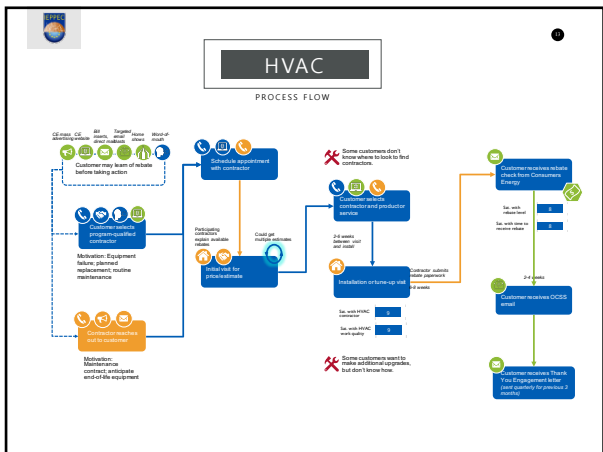 IEPPEC
13
HVAC
PROCESS FLOW
CE mass advertising
CE website
Bill inserts, direct mail
Targeted email blasts
Home shows
Word-of-mouth
Customer may learn of rebate
before taking action
Customer selects
program-qualified
contractor
Motivation: Equipment
failure; planned
replacement; routine
maintenance
Contractor reaches
out to customer
Motivation:
Maintenance
contract; anticipate
end-of-life equipment
Schedule appointment
with contractor
Participating
contractors
explain available
rebates
Could get
multiple estimates
Initial visit for
price/estimate
Some customers don't
know where to look to find
contractors.
Customer selects
contractor and product or
service
2-6 weeks
between visit
and install
Installation or tune-up visit
Contractor submits
rebate paperwork
weeks
Sat. with HVAC
contractor
9
Sat. with HVAC
work quality
9
Some customers want to
make additional upgrades,
but don't know how.
Customer receives rebate
check from Consumers
Energy
Sat. with
rebate level
8
Sat. with time to
receive rebate
8
2-4 weeks
Customer receives OCSS
email
Customer receives Thank
You Engagement letter
(sent quarterly for previous 3
months)